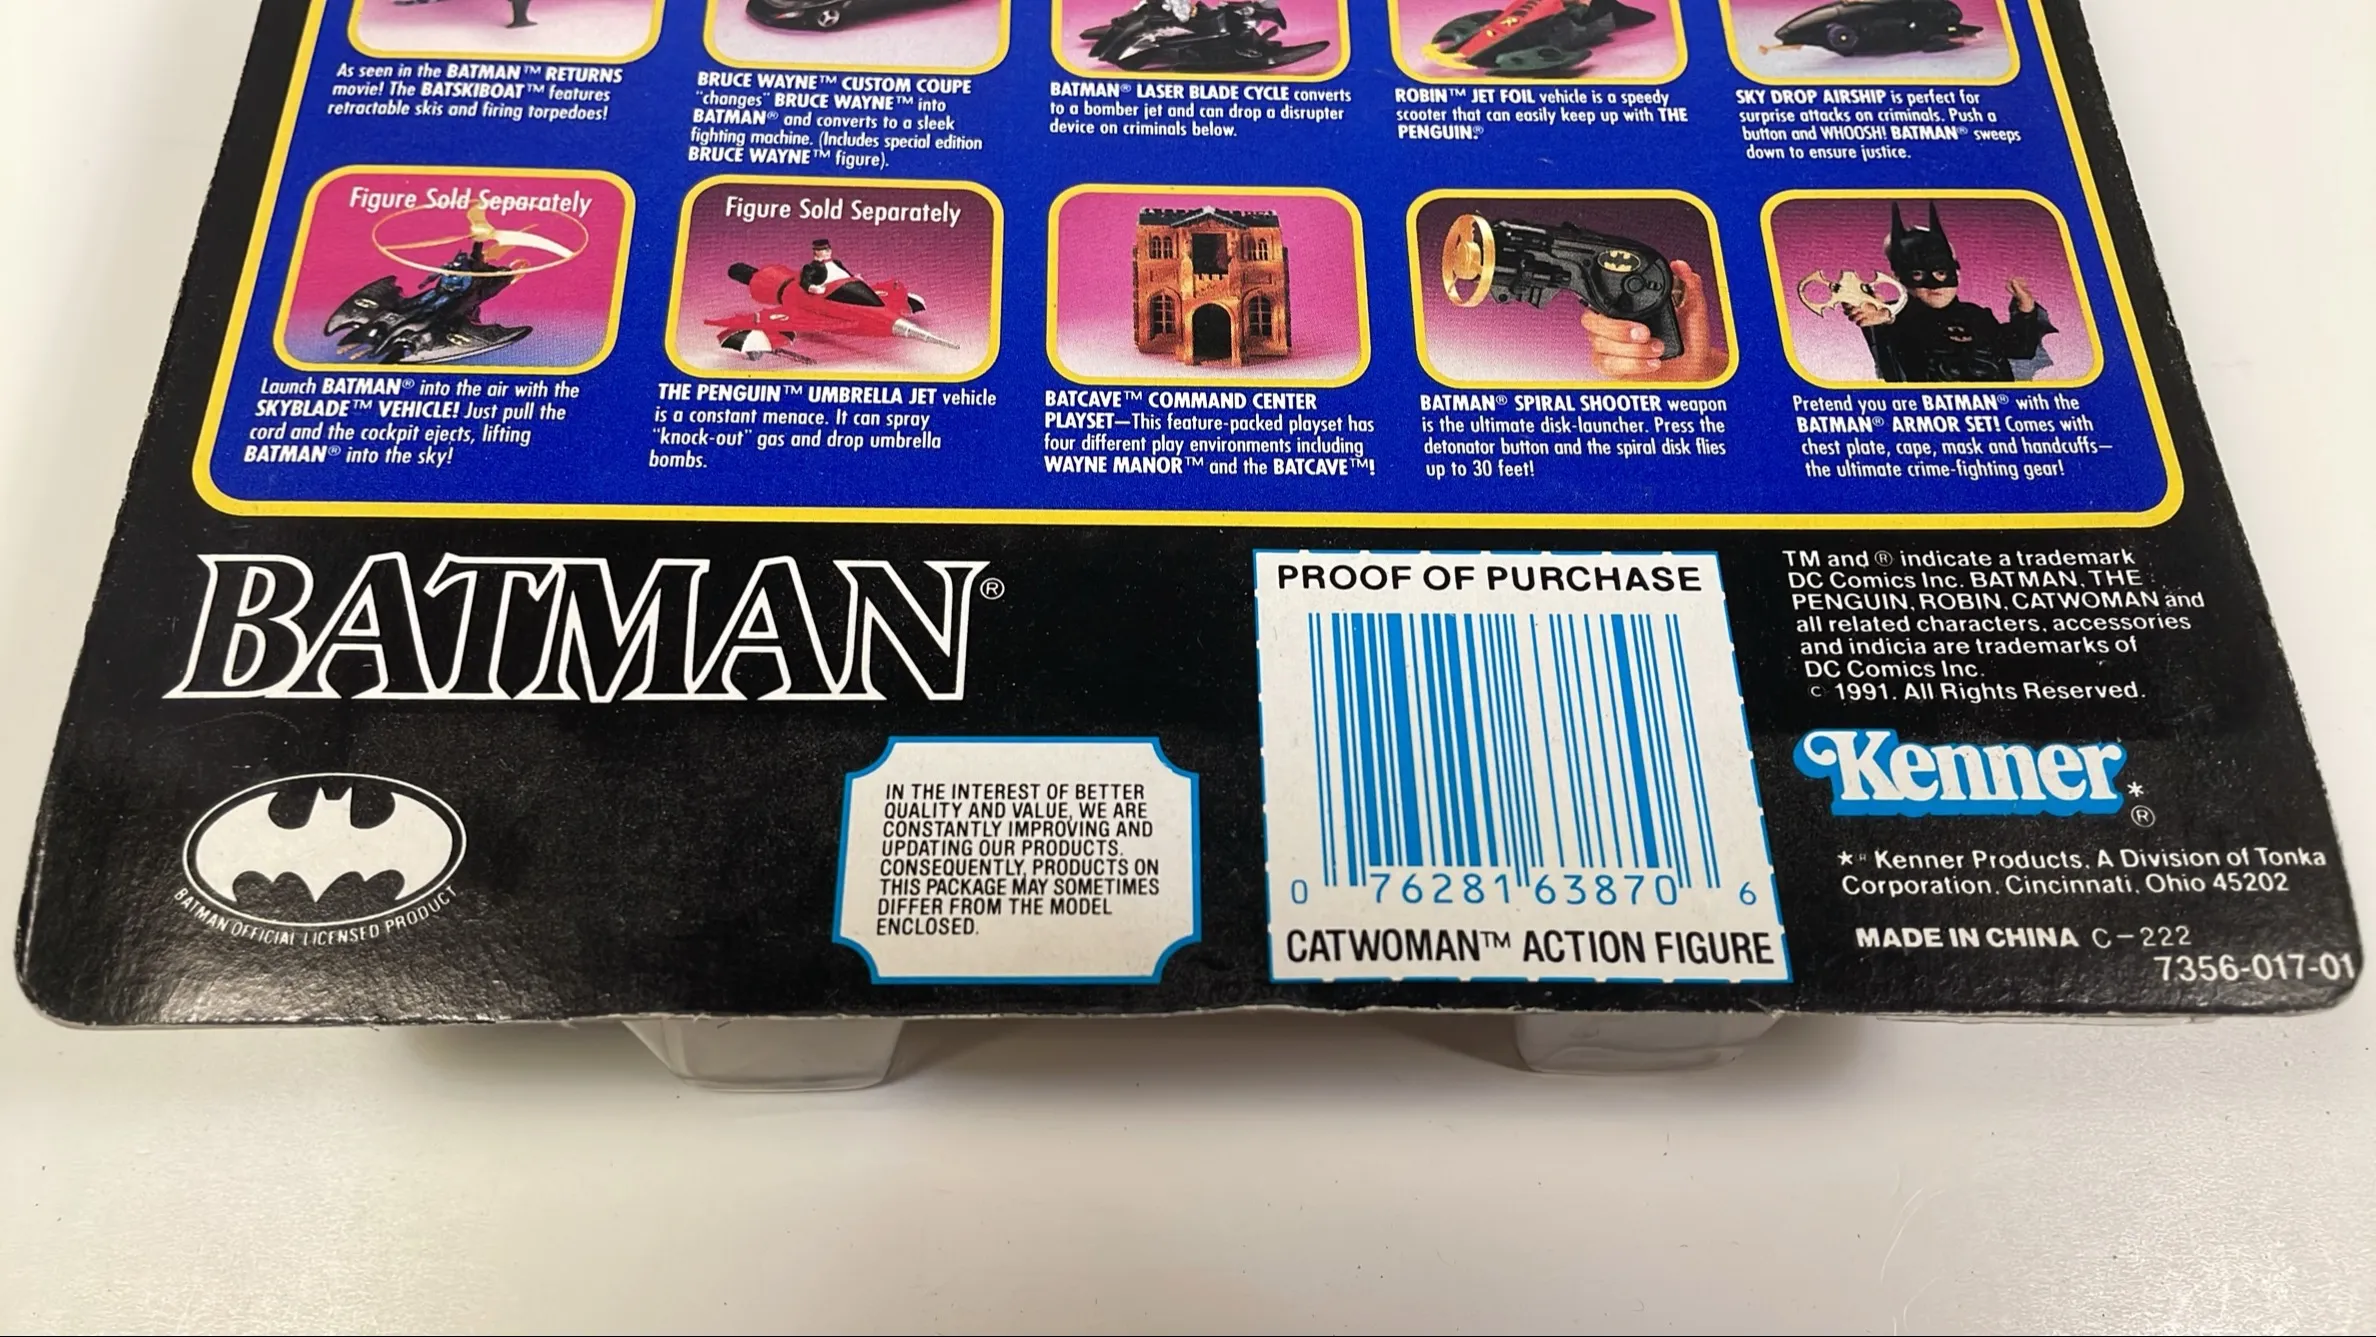 As seen in the BATMAN™ RETURNS
movie! The BATSKIBOAT™ features
retractable skis and firing torpedoes!
BRUCE WAYNE™ CUSTOM COUPE
"changes" BRUCE WAYNE™ into
BATMAN® and converts to a sleek
fighting machine. (Includes special edition
BRUCE WAYNE™ figure).
BATMAN® LASER BLADE CYCLE converts
to a bomber jet and can drop a disrupter
device on criminals below.
ROBIN™ JET FOIL vehicle is a speedy
scooter that can easily keep up with THE
PENGUIN®.
SKY DROP AIRSHIP is perfect for
surprise attacks on criminals. Push a
button and WHOOSH! BATMAN® sweeps
down to ensure justice.
Figure Sold Separately
Launch BATMAN® into the air with the
SKYBLADE™ VEHICLE! Just pull the
cord and the cockpit ejects, lifting
BATMAN® into the sky!
Figure Sold Separately
THE PENGUIN™ UMBRELLA JET vehicle
is a constant menace. It can spray
"knock-out" gas and drop umbrella
bombs.
BATCAVE™ COMMAND CENTER
PLAYSET—This feature-packed playset has
four different play environments including
WAYNE MANOR™ and the BATCAVE™!
BATMAN® SPIRAL SHOOTER weapon
is the ultimate disk-launcher. Press the
detonator button and the spiral disk flies
up to 30 feet!
Pretend you are BATMAN® with the
BATMAN® ARMOR SET! Comes with
chest plate, cape, mask and handcuffs—
the ultimate crime-fighting gear!
BATMAN®
BATMAN OFFICIAL LICENSED PRODUCT
IN THE INTEREST OF BETTER
QUALITY AND VALUE, WE ARE
CONSTANTLY IMPROVING AND
UPDATING OUR PRODUCTS.
CONSEQUENTLY, PRODUCTS ON
THIS PACKAGE MAY SOMETIMES
DIFFER FROM THE MODEL
ENCLOSED.
PROOF OF PURCHASE
0 76281 63870 6
CATWOMAN™ ACTION FIGURE
TM and ® indicate a trademark
DC Comics Inc. BATMAN, THE
PENGUIN, ROBIN, CATWOMAN and
all related characters, accessories
and indicia are trademarks of
DC Comics Inc.
© 1991. All Rights Reserved.
Kenner*®
*® Kenner Products, A Division of Tonka
Corporation, Cincinnati, Ohio 45202
MADE IN CHINA C-222
7356-017-01